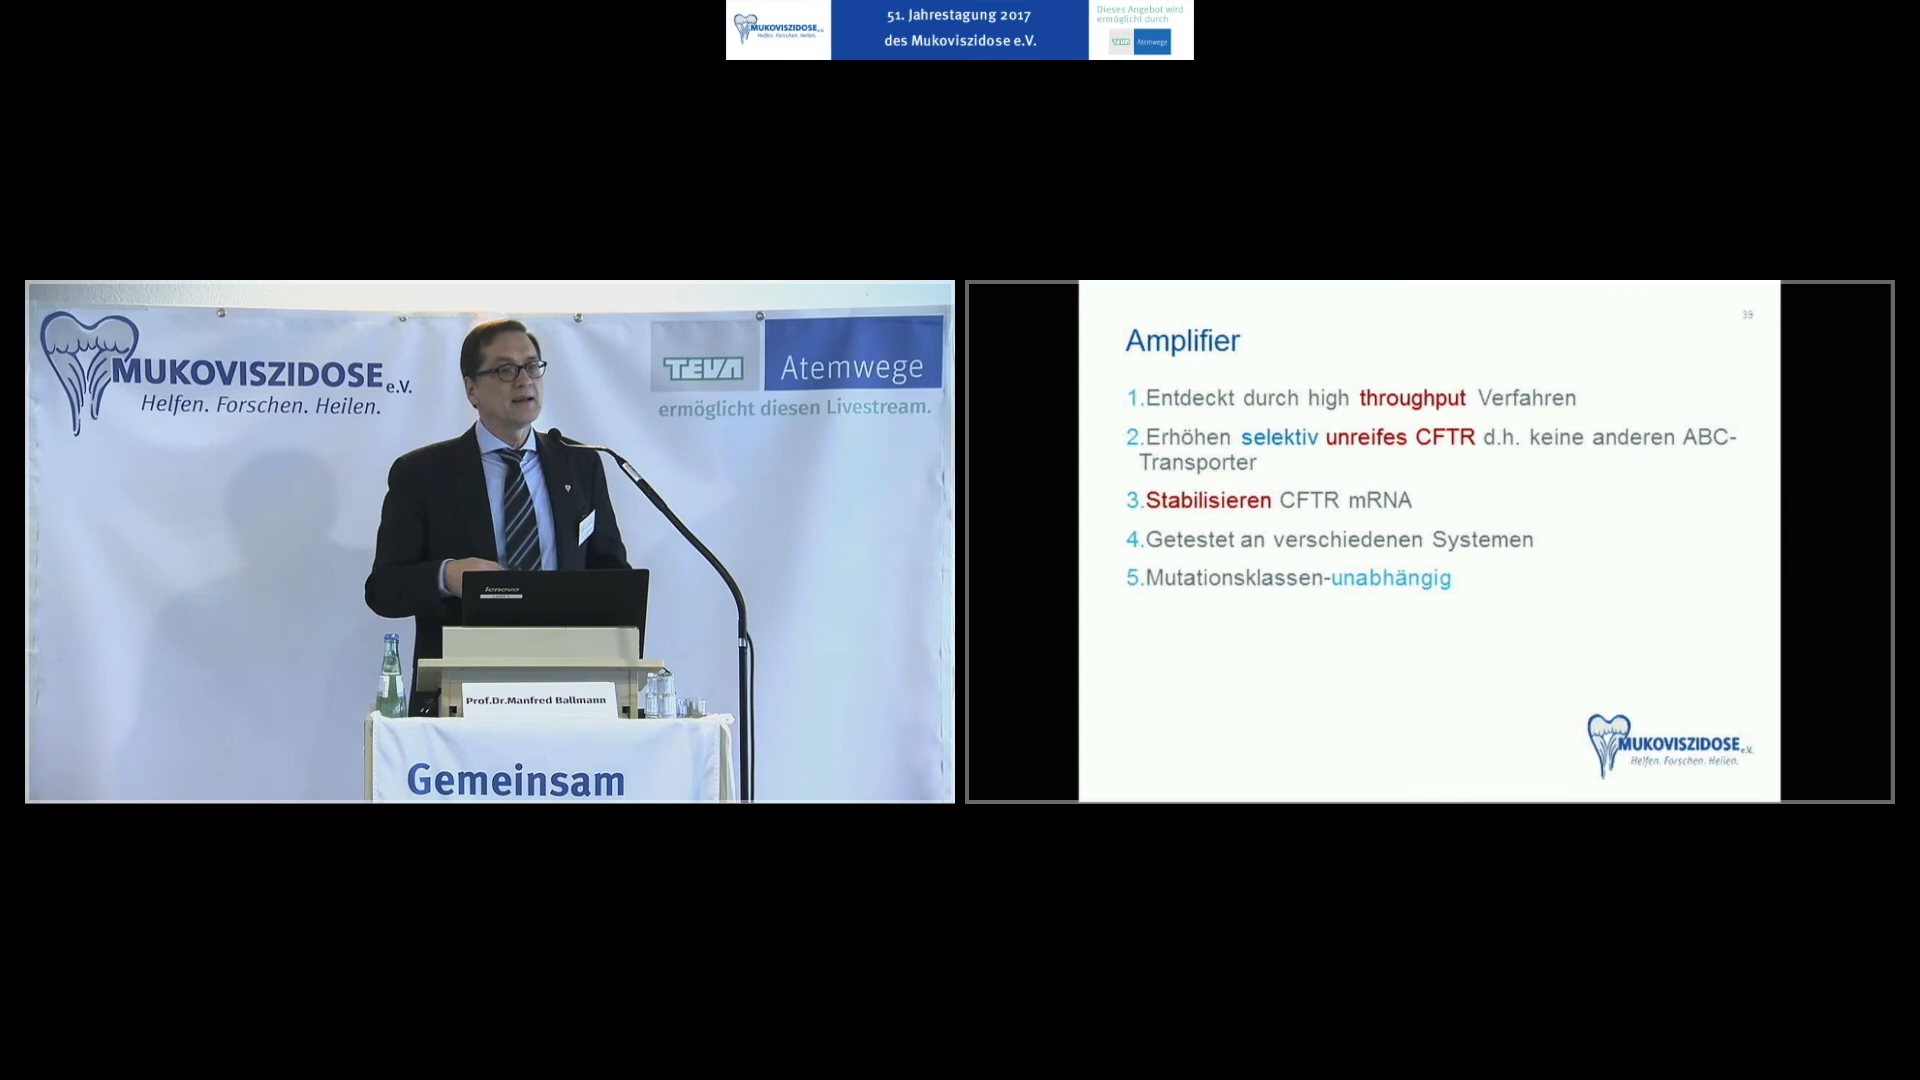 MUKOVISZIDOSE e.V.
Helfen. Forschen. Heilen.
51. Jahrestagung 2017
des Mukoviszidose e.V.
Dieses Angebot wird
ermöglicht durch
TEVA Atemwege
MUKOVISZIDOSE e.V.
Helfen. Forschen. Heilen.
TEVA Atemwege
ermöglicht diesen Livestream.
lenovo
Prof.Dr.Manfred Ballmann
Gemeinsam
39
Amplifier
1.Entdeckt durch high throughput Verfahren
2.Erhöhen selektiv unreifes CFTR d.h. keine anderen ABC-
Transporter
3.Stabilisieren CFTR mRNA
4.Getestet an verschiedenen Systemen
5.Mutationsklassen-unabhängig
MUKOVISZIDOSE e.V.
Helfen. Forschen. Heilen.